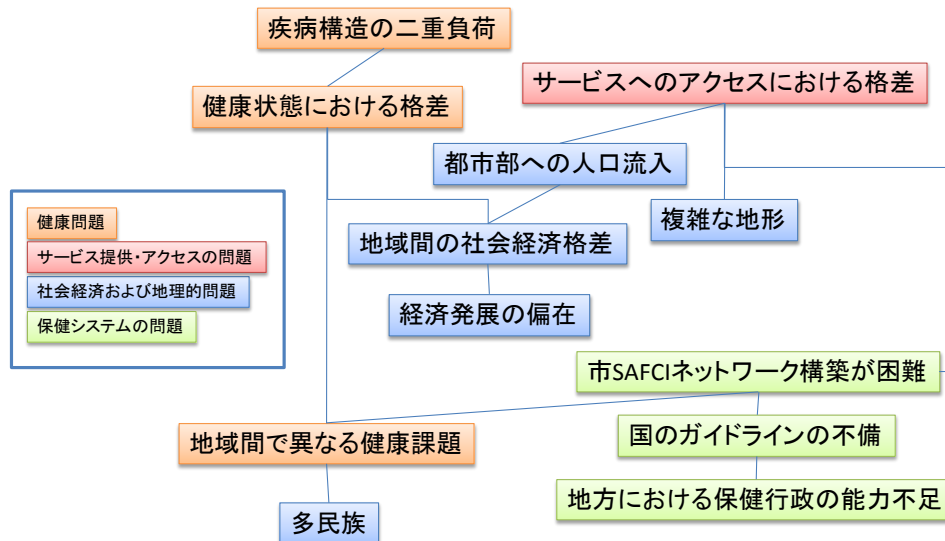 疾病構造の二重負荷
サービスへのアクセスにおける格差
健康状態における格差
都市部への人口流入
複雑な地形
地域間の社会経済格差
経済発展の偏在
健康問題
サービス提供・アクセスの問題
社会経済および地理的問題
保健システムの問題
市SAFCIネットワーク構築が困難
地域間で異なる健康課題
国のガイドラインの不備
地方における保健行政の能力不足
多民族